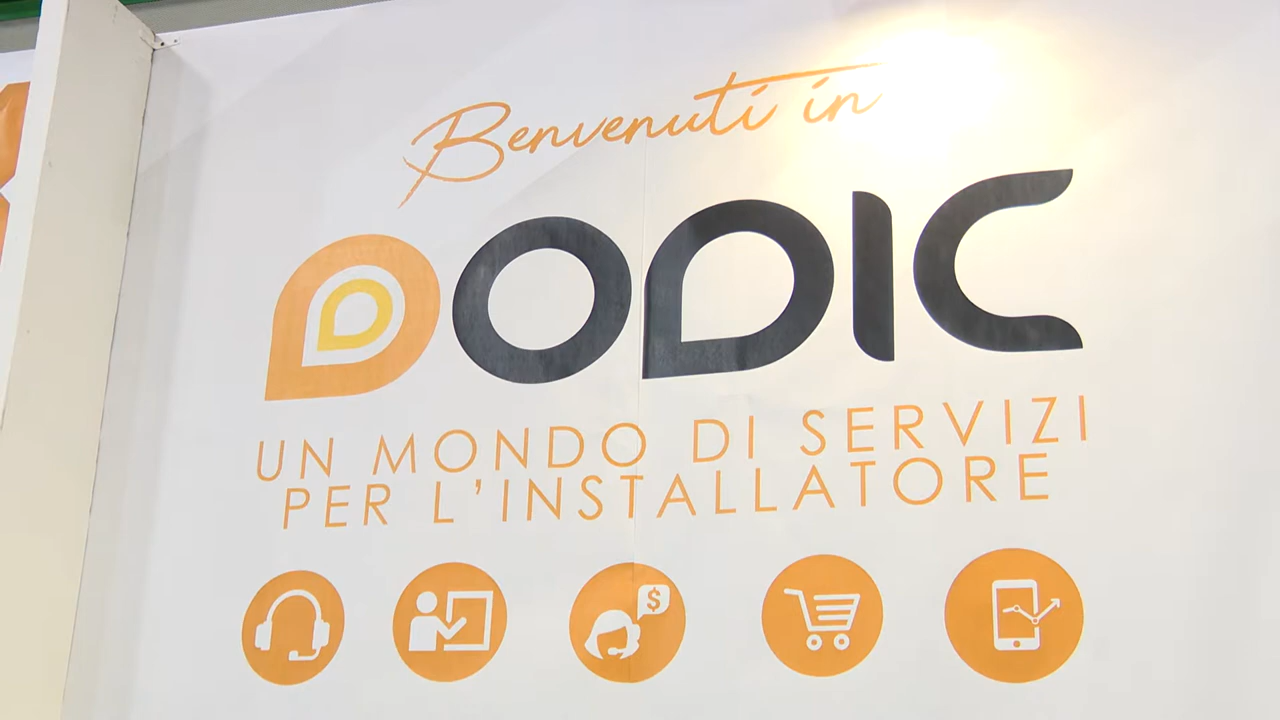 Benvenuti in
DODIC
UN MONDO DI SERVIZI
PER L'INSTALLATORE
$